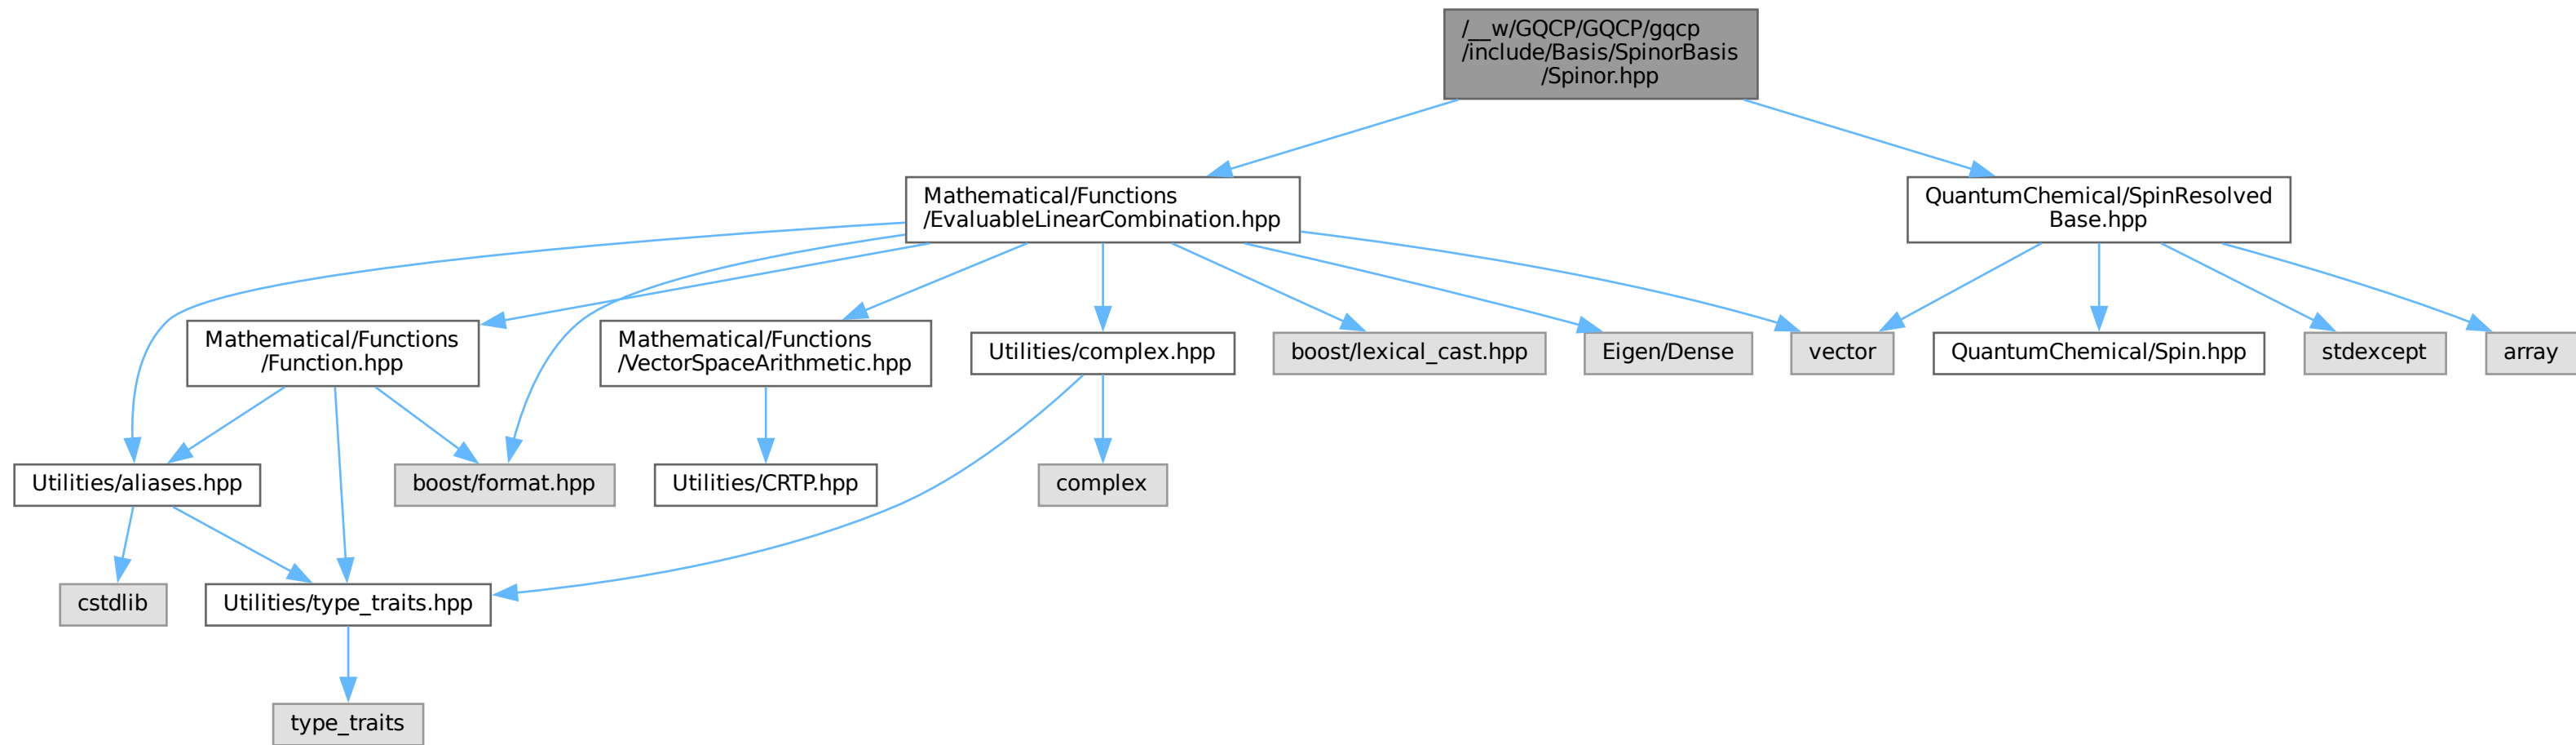 /__w/GQCP/GQCP/gqcp
/include/Basis/SpinorBasis
/Spinor.hpp
Mathematical/Functions
/EvaluableLinearCombination.hpp
QuantumChemical/SpinResolved
Base.hpp
Mathematical/Functions
/Function.hpp
Mathematical/Functions
/VectorSpaceArithmetic.hpp
Utilities/complex.hpp
boost/lexical_cast.hpp
Eigen/Dense
vector
QuantumChemical/Spin.hpp
stdexcept
array
Utilities/aliases.hpp
boost/format.hpp
Utilities/CRTP.hpp
complex
cstdlib
Utilities/type_traits.hpp
type_traits